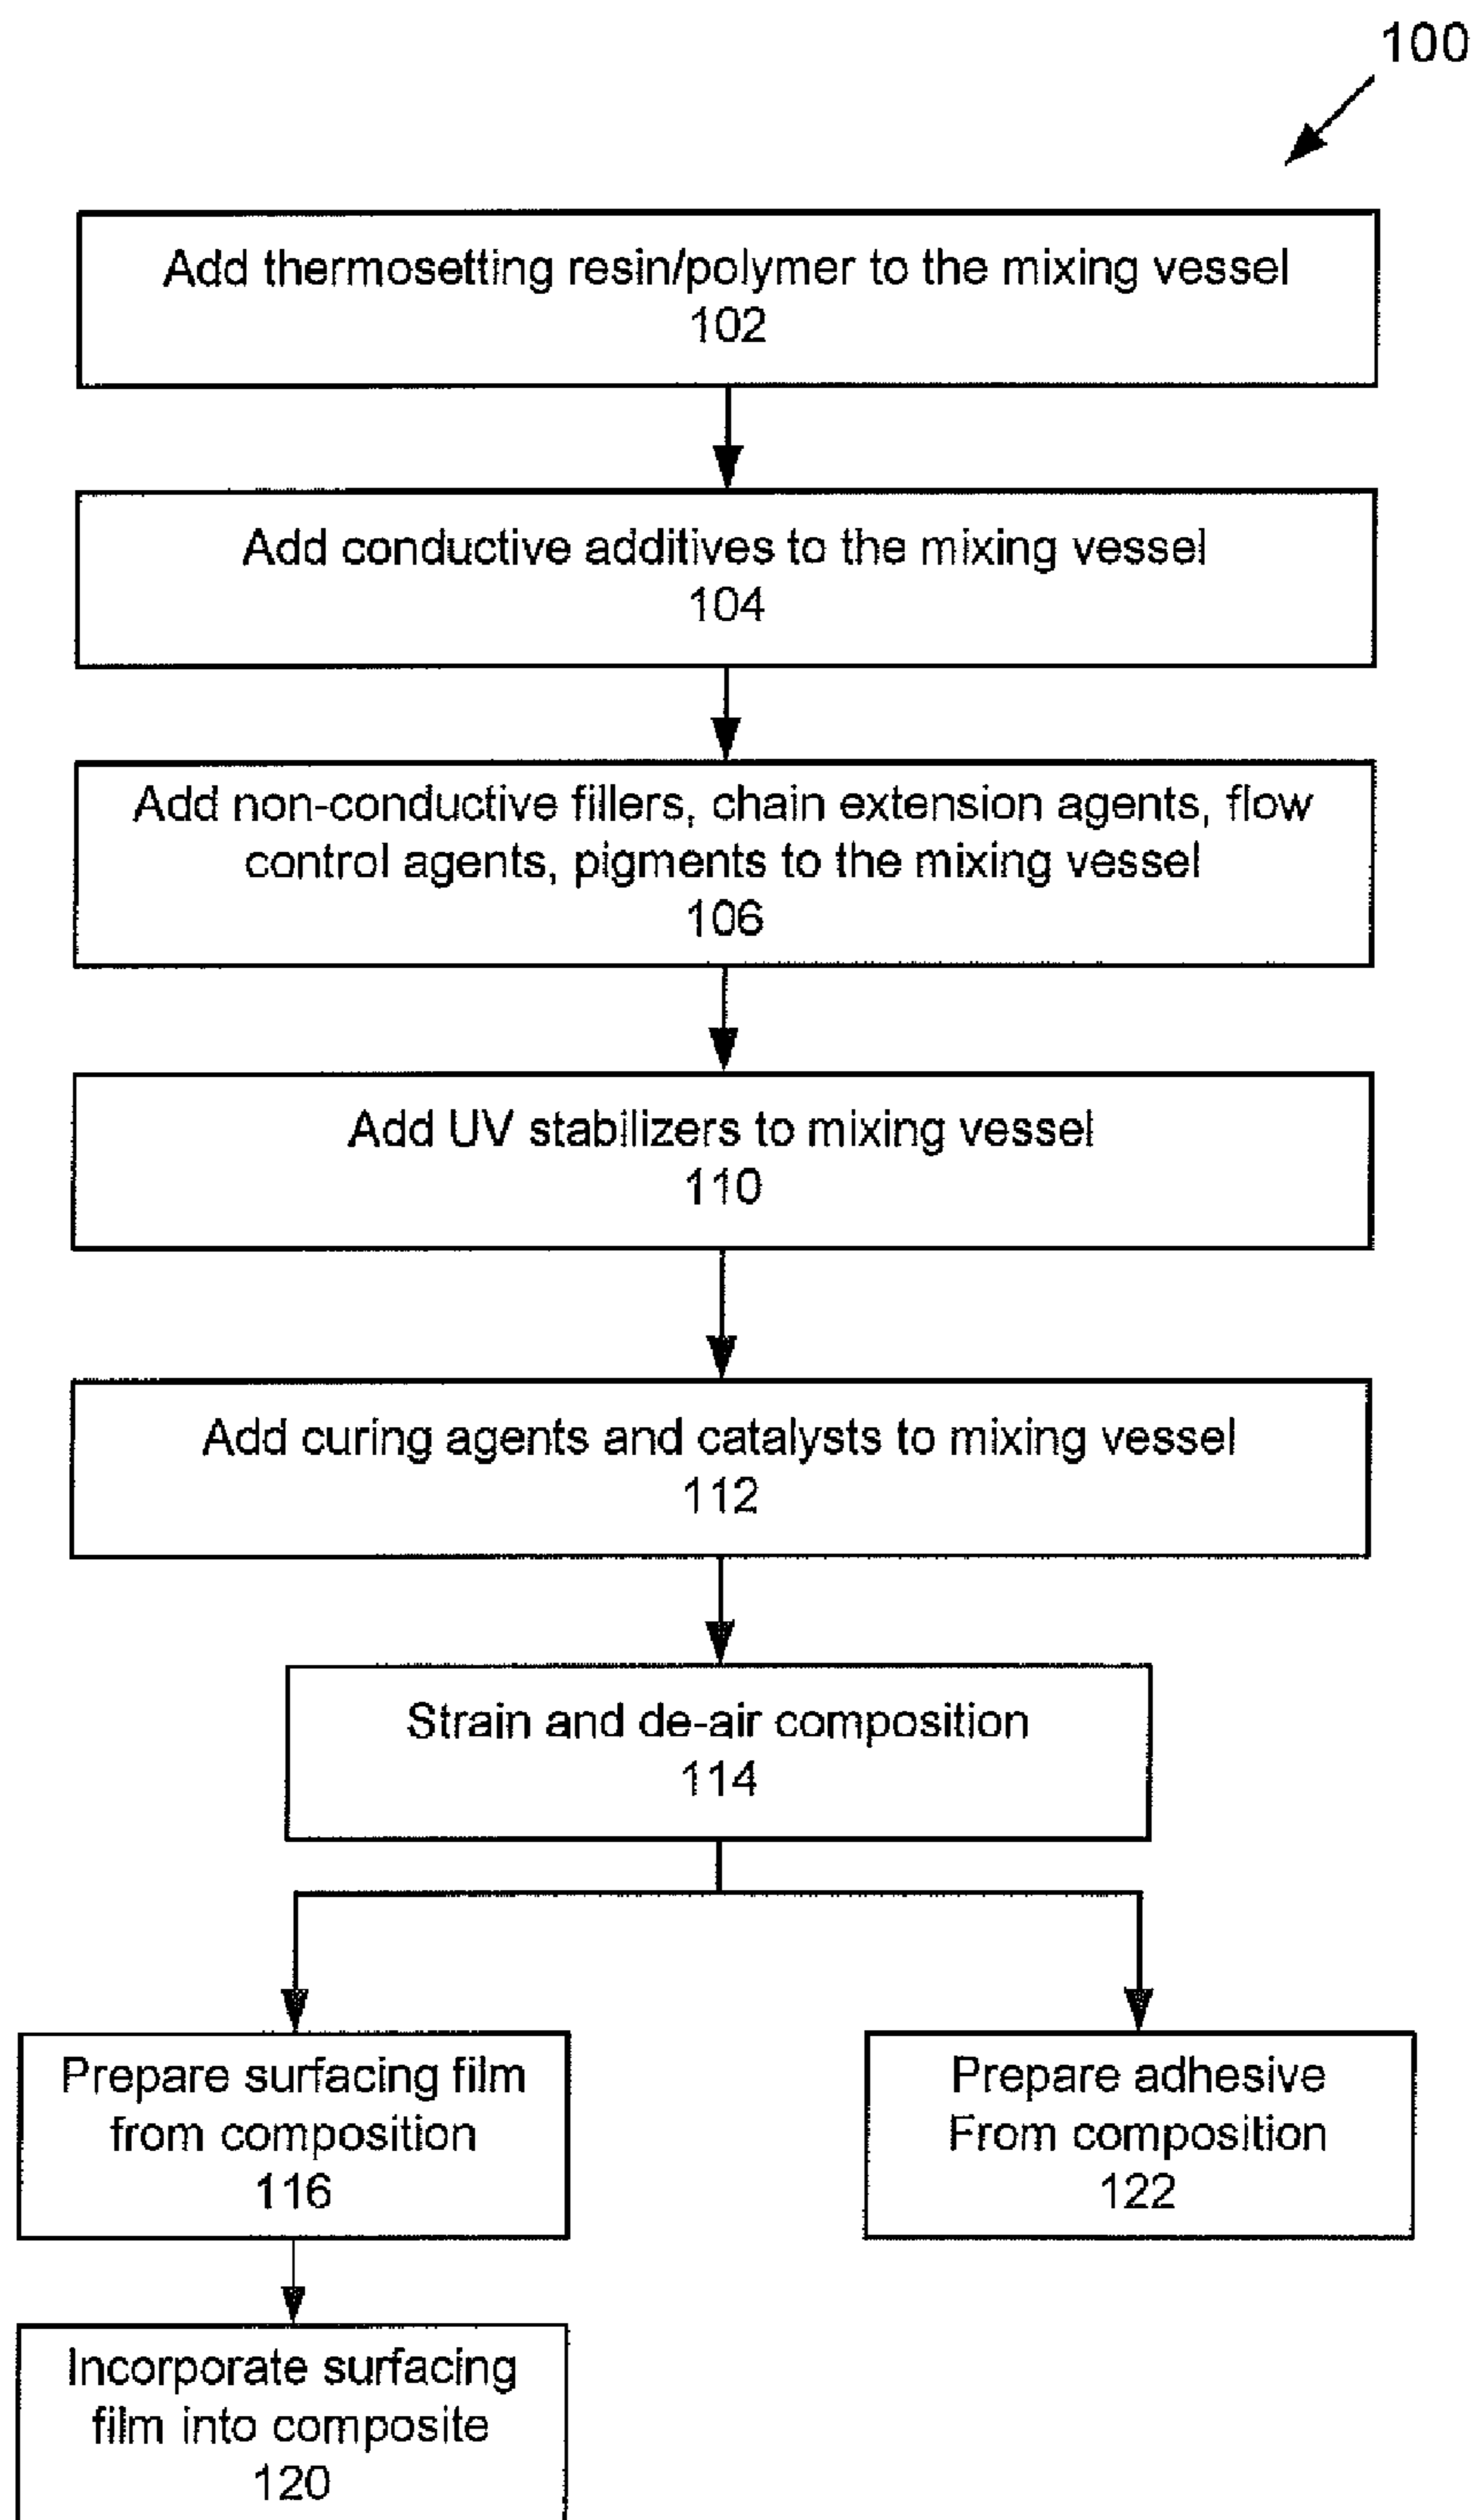 100
Add thermosetting resin/polymer to the mixing vessel
102
Add conductive additives to the mixing vessel
104
Add non-conductive fillers, chain extension agents, flow
control agents, pigments to the mixing vessel
106
Add UV stabilizers to mixing vessel
110
Add curing agents and catalysts to mixing vessel
112
Strain and de-air composition
114
Prepare surfacing film
from composition
116
Prepare adhesive
From composition
122
Incorporate surfacing
film into composite
120